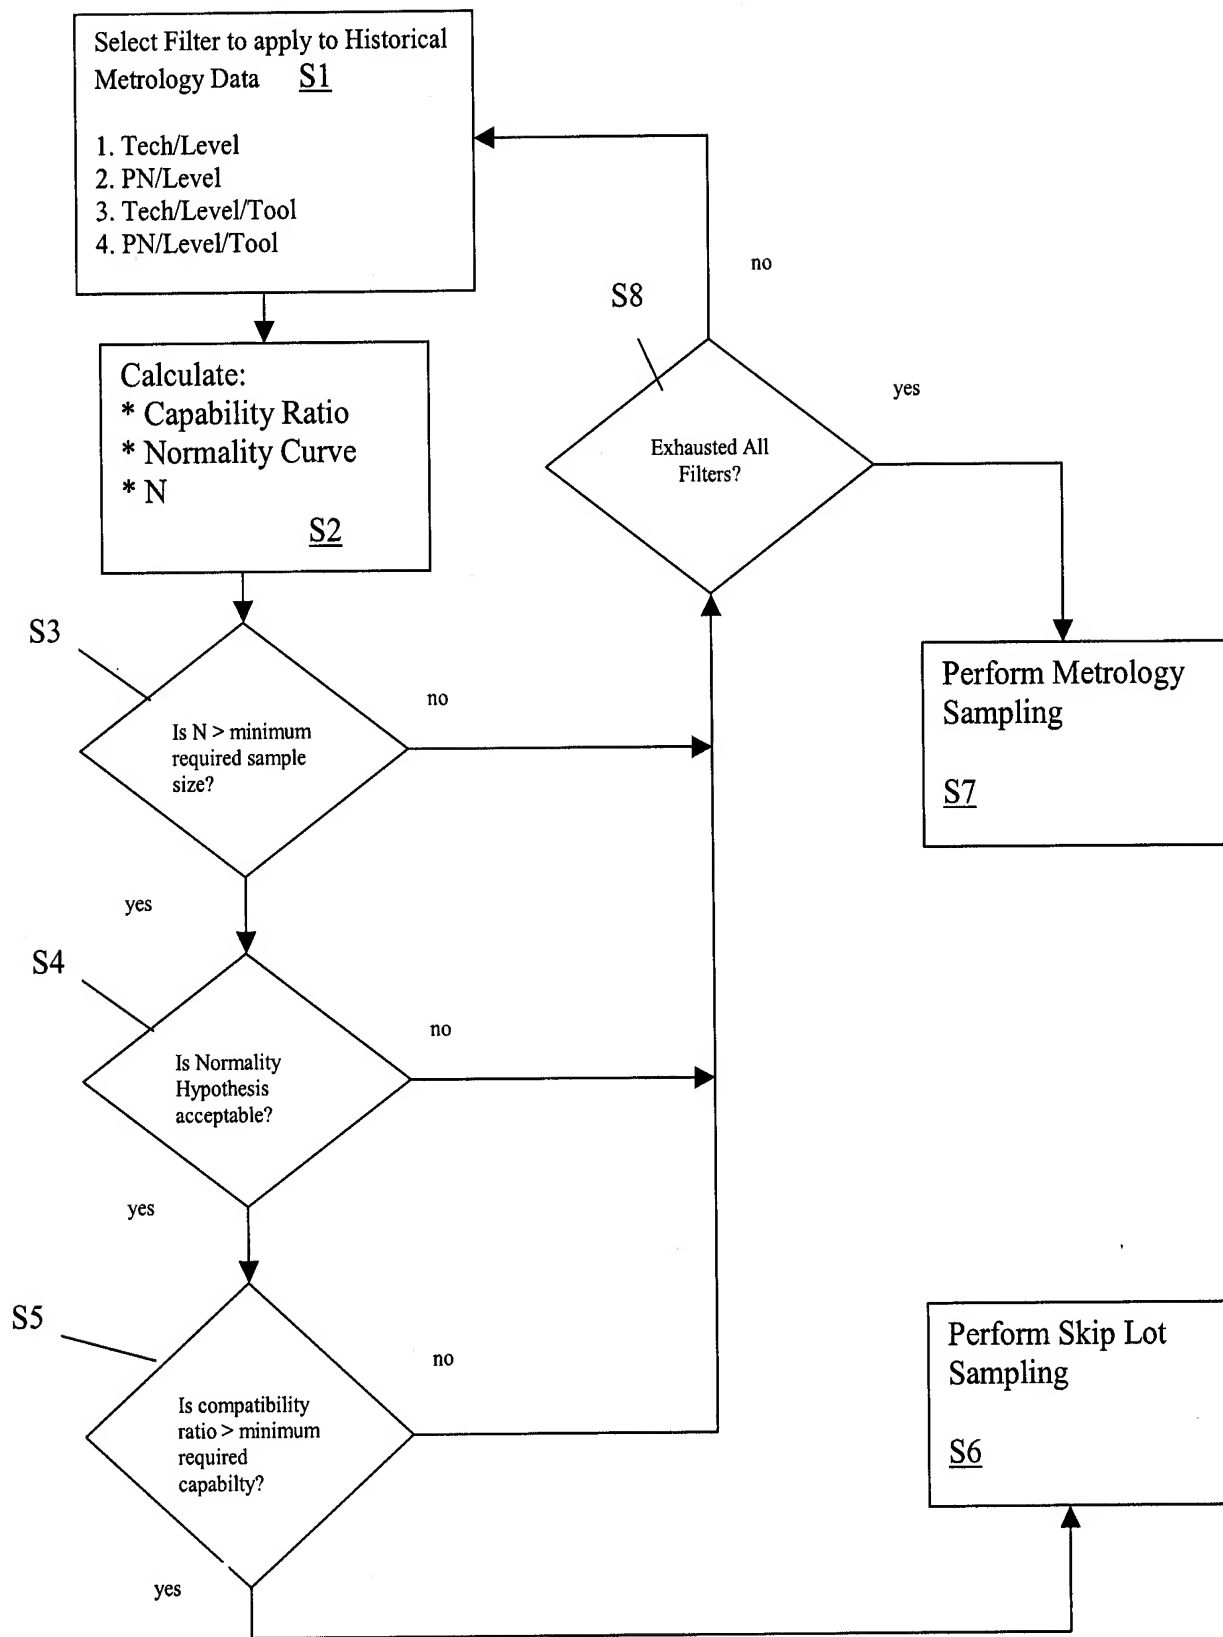 Select Filter to apply to Historical
Metrology Data S1
1. Tech/Level
2. PN/Level
3. Tech/Level/Tool
4. PN/Level/Tool
no
S8
Calculate:
* Capability Ratio
* Normality Curve
* N
S2
yes
Exhausted All
Filters?
S3
Is N > minimum
required sample
size?
no
Perform Metrology
Sampling
S7
yes
S4
Is Normality
Hypothesis
acceptable?
no
yes
S5
Is compatibility
ratio > minimum
required
capabilty?
no
Perform Skip Lot
Sampling
S6
yes